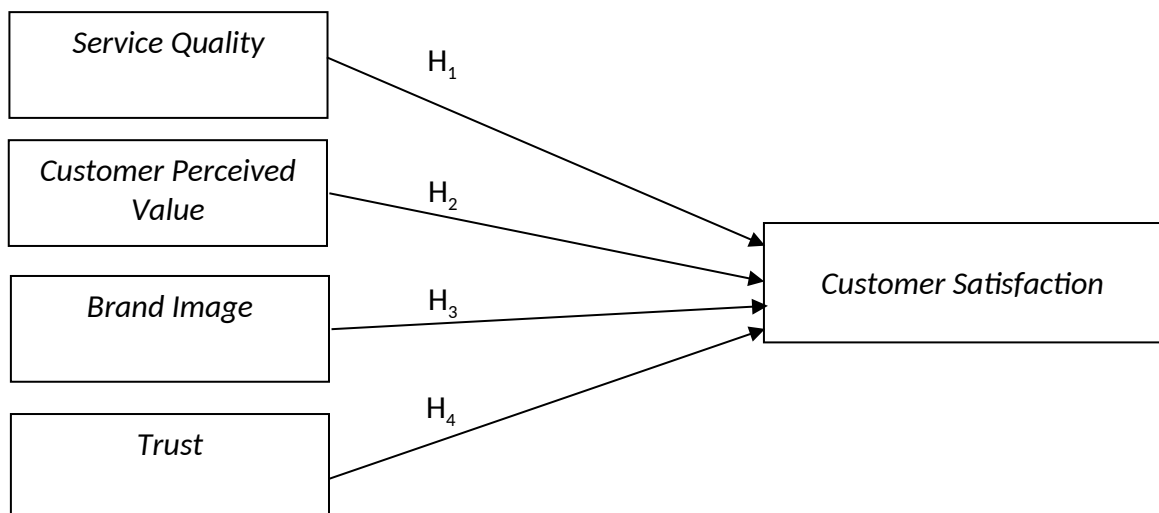 Service Quality
H₁
Customer Perceived
Value
H₂
Customer Satisfaction
Brand Image
H₃
Trust
H₄